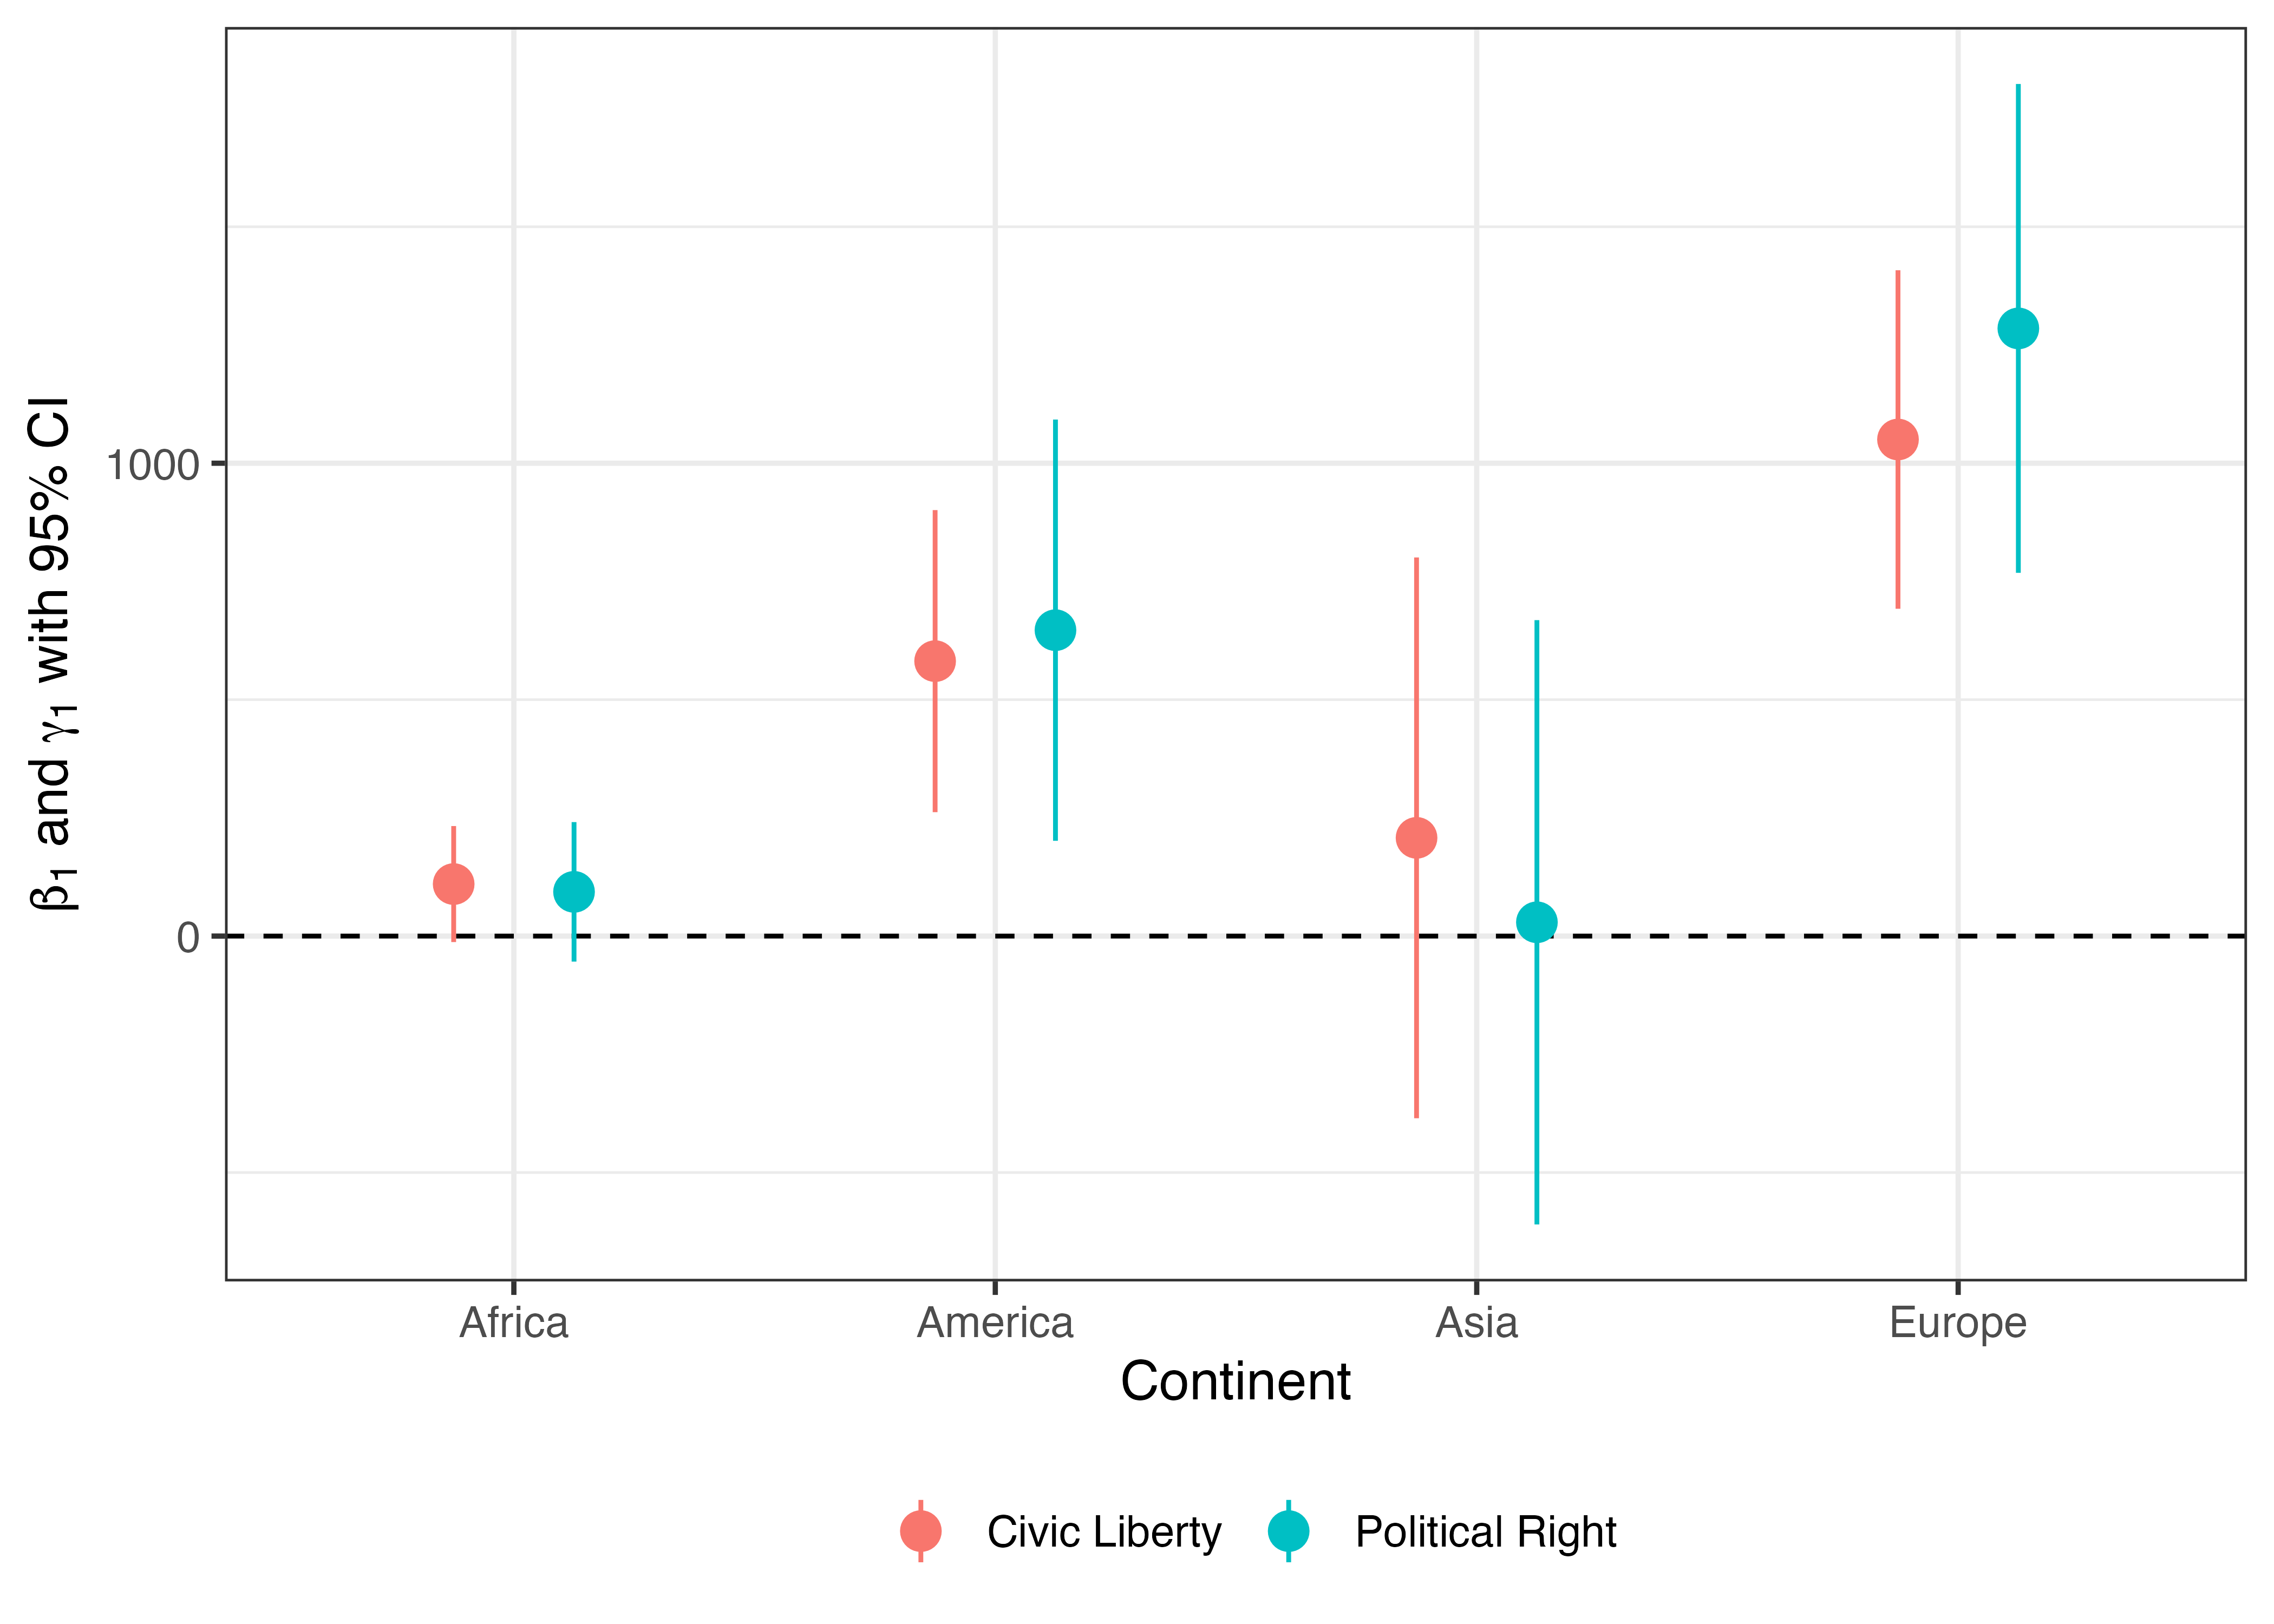 β1 and γ1 with 95% CI
1000
0
Africa America Asia Europe
Continent
Civic Liberty Political Right